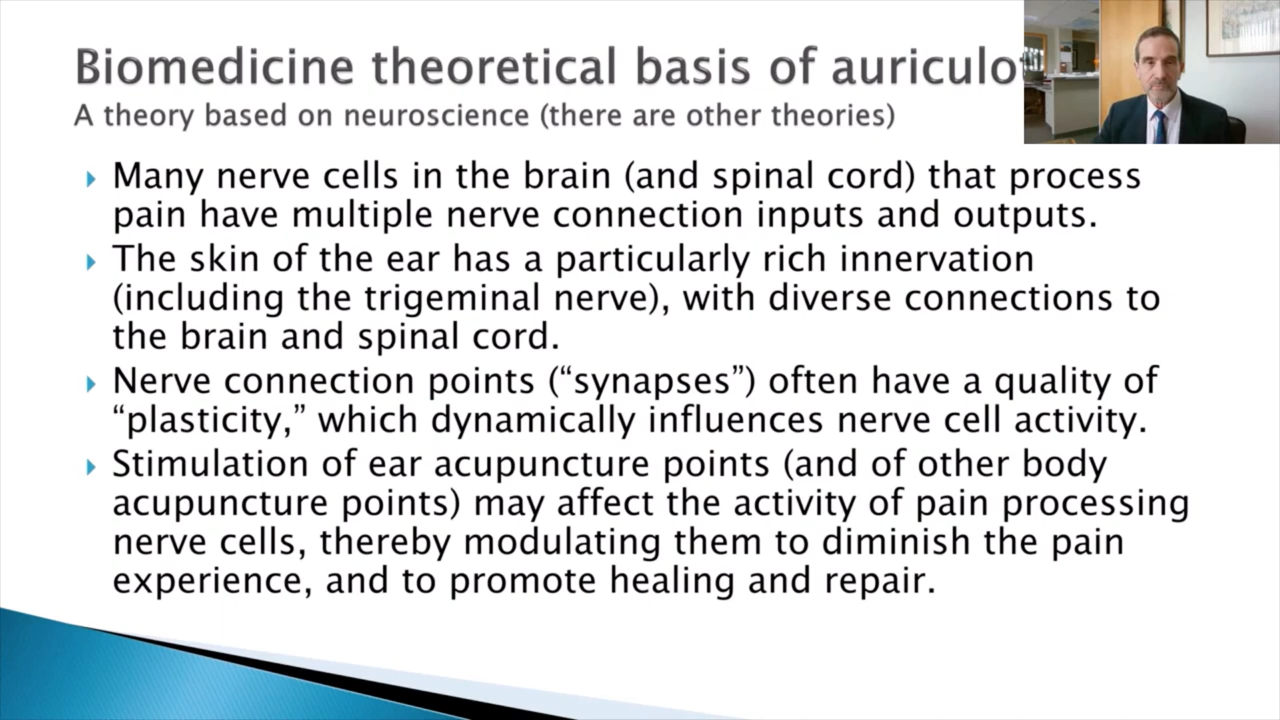 Biomedicine theoretical basis of
A theory based on neuroscience (there are other theories)
Many nerve cells in the brain (and spinal cord) that process
pain have multiple nerve connection inputs and outputs.
The skin of the ear has a particularly rich innervation
(including the trigeminal nerve), with diverse connections to
the brain and spinal cord.
Nerve connection points (“synapses”) often have a quality of
“plasticity,” which dynamically influences nerve cell activity.
Stimulation of ear acupuncture points (and of other body
acupuncture points) may affect the activity of pain processing
nerve cells, thereby modulating them to diminish the pain
experience, and to promote healing and repair.